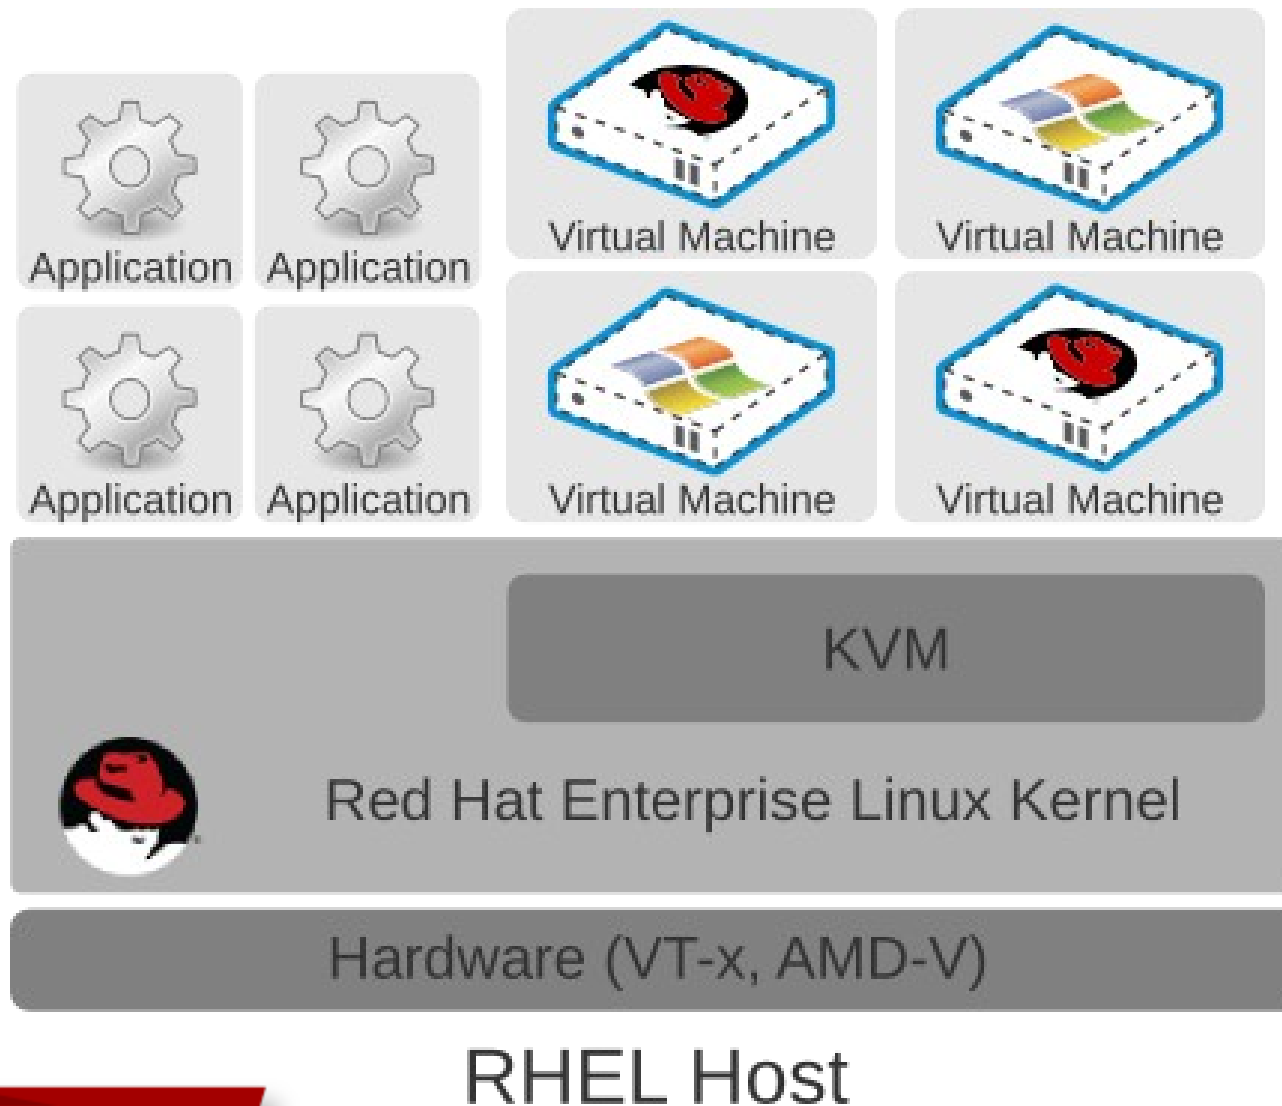 Virtual Machine Virtual Machine
Application Application
Virtual Machine Virtual Machine
Application Application
KVM
Red Hat Enterprise Linux Kernel
Hardware (VT-x, AMD-V)
RHEL Host